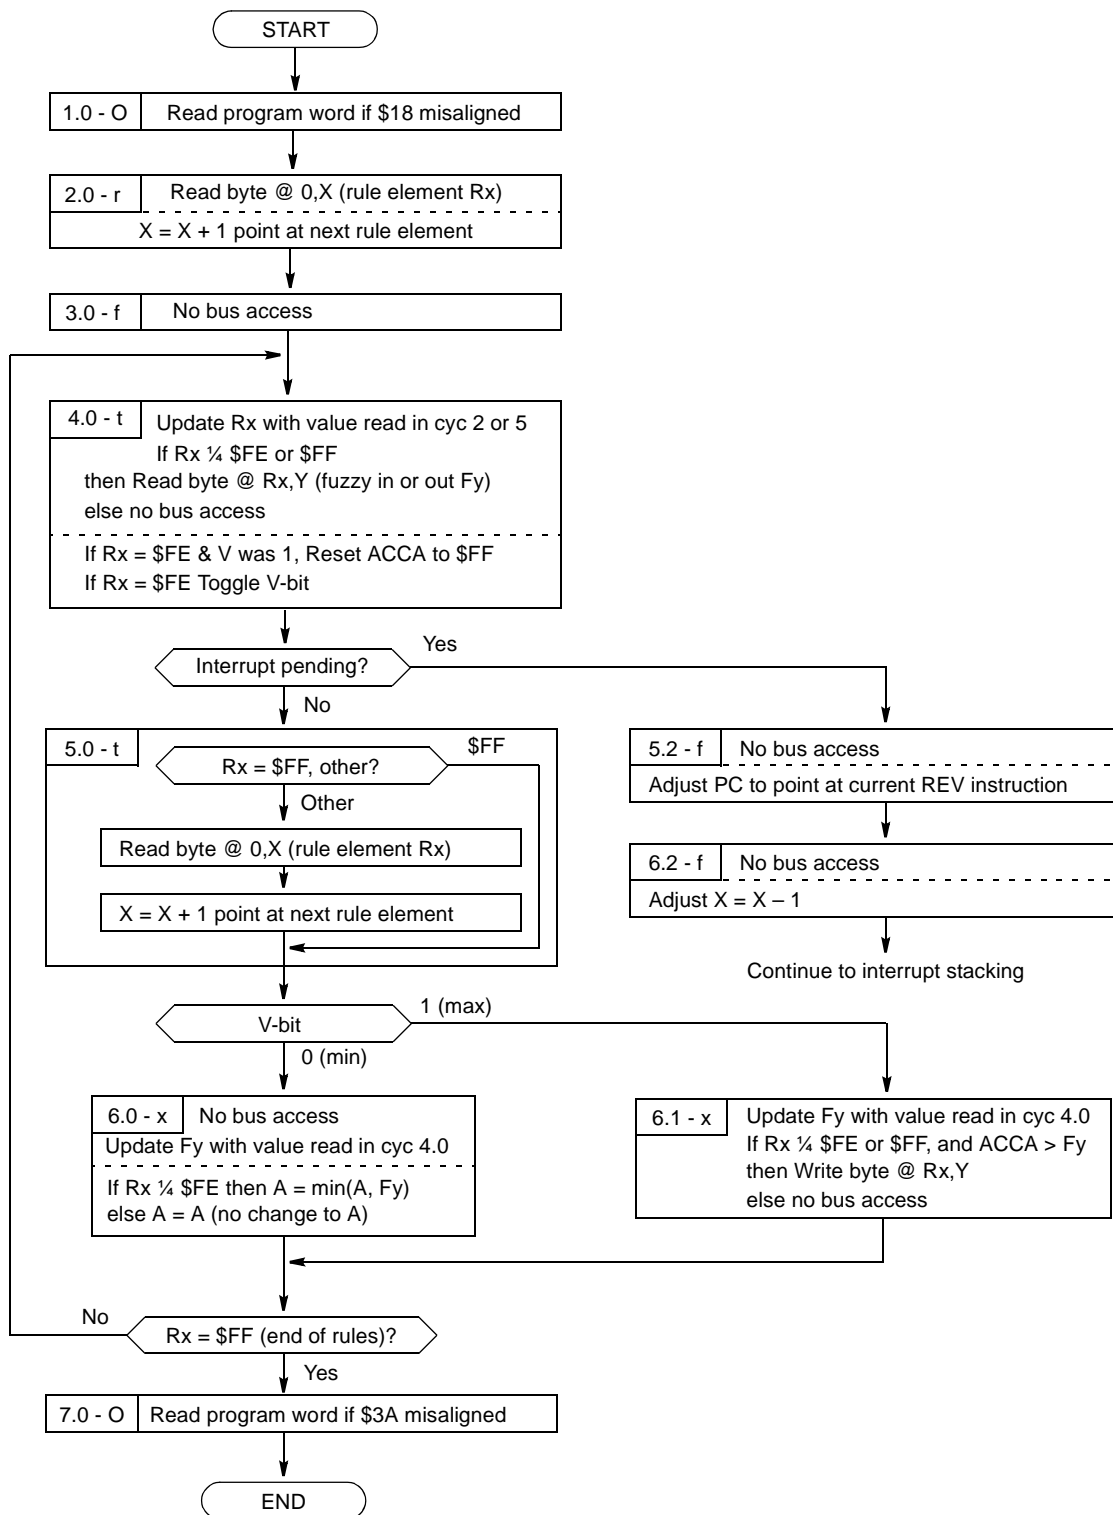 START
1.0 - O Read program word if $18 misaligned
2.0 - r Read byte @ 0,X (rule element Rx)
X = X + 1 point at next rule element
3.0 - f No bus access
4.0 - t Update Rx with value read in cyc 2 or 5
If Rx ¼ $FE or $FF
then Read byte @ Rx,Y (fuzzy in or out Fy)
else no bus access
If Rx = $FE & V was 1, Reset ACCA to $FF
If Rx = $FE Toggle V-bit
Interrupt pending?
Yes
No
5.0 - t
Rx = $FF, other?
$FF
Other
Read byte @ 0,X (rule element Rx)
X = X + 1 point at next rule element
5.2 - f No bus access
Adjust PC to point at current REV instruction
6.2 - f No bus access
Adjust X = X – 1
Continue to interrupt stacking
V-bit
1 (max)
0 (min)
6.0 - x No bus access
Update Fy with value read in cyc 4.0
If Rx ¼ $FE then A = min(A, Fy)
else A = A (no change to A)
6.1 - x Update Fy with value read in cyc 4.0
If Rx ¼ $FE or $FF, and ACCA > Fy
then Write byte @ Rx,Y
else no bus access
No
Rx = $FF (end of rules)?
Yes
7.0 - O Read program word if $3A misaligned
END